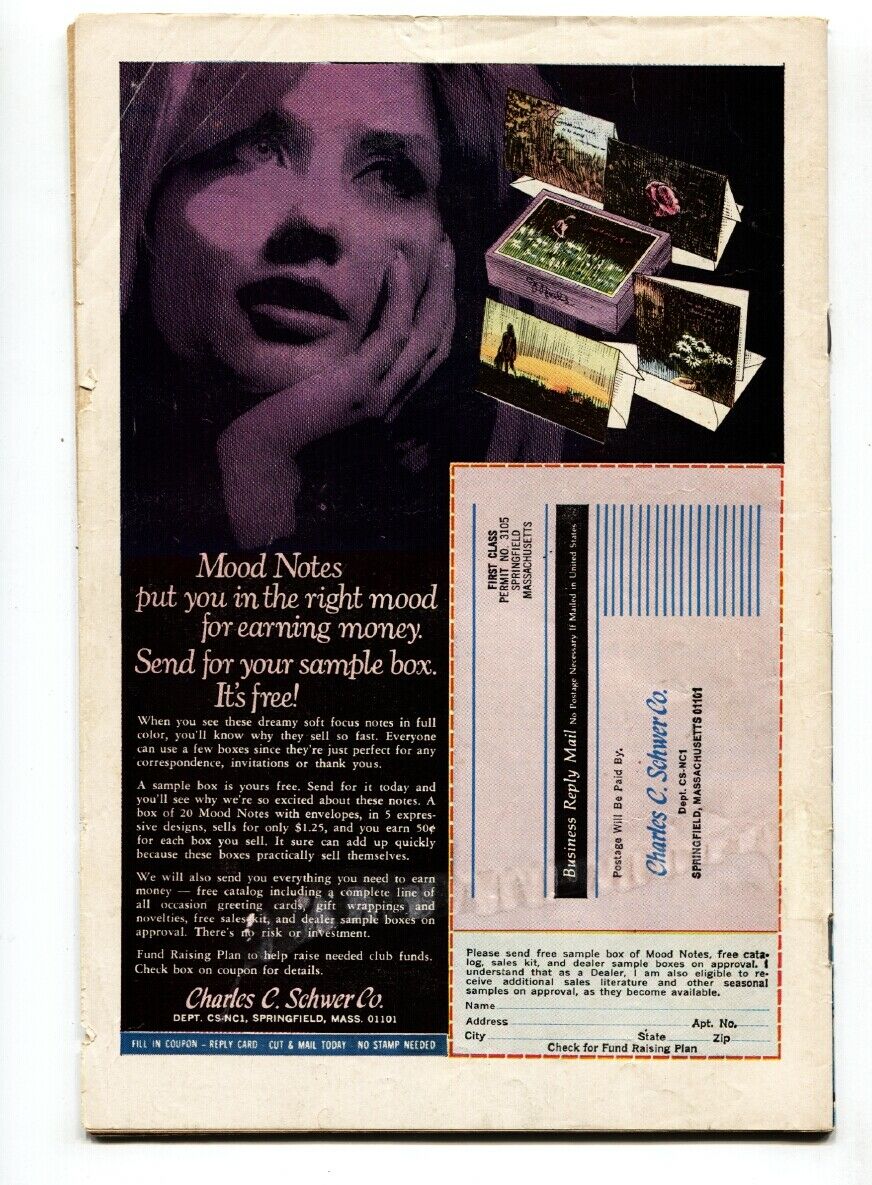 Mood Notes
put you in the right mood
for earning money.
Send for your sample box.
It's free!
When you see these dreamy soft focus notes in full
color, you'll know why they sell so fast. Everyone
can use a few boxes since they're just perfect for any
correspondence, invitations or thank yous.
A sample box is yours free. Send for it today and
you'll see why we're so excited about these notes. A
box of 20 Mood Notes with envelopes, in 5 expres-
sive designs, sells for only $1.25, and you earn 50¢
for each box you sell. It sure can add up quickly
because these boxes practically sell themselves.
We will also send you everything you need to earn
money — free catalog including a complete line of
all occasion greeting cards, gift wrappings and
novelties, free sales kit, and dealer sample boxes on
approval. There's no risk or investment.
Fund Raising Plan to help raise needed club funds.
Check box on coupon for details.
Charles C. Schwer Co.
DEPT. CS-NC1, SPRINGFIELD, MASS. 01101
FILL IN COUPON - REPLY CARD - CUT & MAIL TODAY - NO STAMP NEEDED
FIRST CLASS
PERMIT NO. 3105
SPRINGFIELD
MASSACHUSETTS
Business Reply Mail No Postage Necessary If Mailed in United States
Postage Will Be Paid By.
Charles C. Schwer Co.
Dept. CS-NC1
SPRINGFIELD, MASSACHUSETTS 01101
Please send free sample box of Mood Notes, free cata-
log, sales kit, and dealer sample boxes on approval. I
understand that as a Dealer, I am also eligible to re-
ceive additional sales literature and other seasonal
samples on approval, as they become available.
Name
Address Apt. No.
City State Zip
Check for Fund Raising Plan